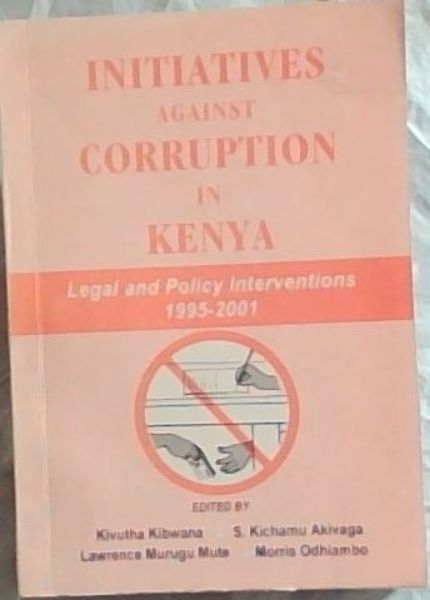 INITIATIVES
AGAINST
CORRUPTION
IN
KENYA
Legal and Policy Interventions
1995-2001
EDITED BY
Kivutha Kibwana S. Kichamu Akivaga
Lawrence Murugu Mute Morris Odhiambo